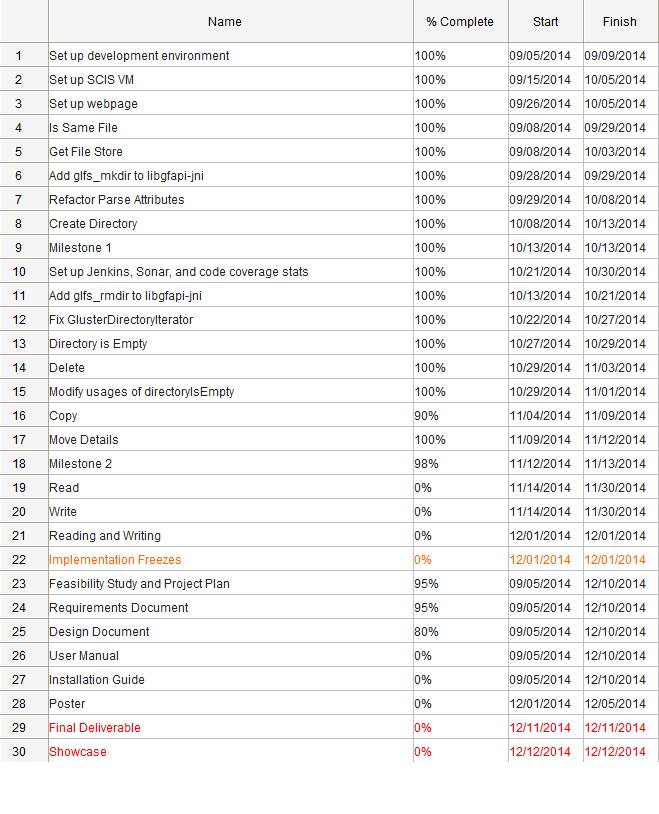 Name % Complete Start Finish
1 Set up development environment 100% 09/05/2014 09/09/2014
2 Set up SCIS VM 100% 09/15/2014 10/05/2014
3 Set up webpage 100% 09/26/2014 10/05/2014
4 Is Same File 100% 09/08/2014 09/29/2014
5 Get File Store 100% 09/08/2014 10/03/2014
6 Add glfs_mkdir to libgfapi-jni 100% 09/28/2014 09/29/2014
7 Refactor Parse Attributes 100% 09/29/2014 10/08/2014
8 Create Directory 100% 10/08/2014 10/13/2014
9 Milestone 1 100% 10/13/2014 10/13/2014
10 Set up Jenkins, Sonar, and code coverage stats 100% 10/21/2014 10/30/2014
11 Add glfs_rmdir to libgfapi-jni 100% 10/13/2014 10/21/2014
12 Fix GlusterDirectoryIterator 100% 10/22/2014 10/27/2014
13 Directory is Empty 100% 10/27/2014 10/29/2014
14 Delete 100% 10/29/2014 11/03/2014
15 Modify usages of directoryIsEmpty 100% 10/29/2014 11/01/2014
16 Copy 90% 11/04/2014 11/09/2014
17 Move Details 100% 11/09/2014 11/12/2014
18 Milestone 2 98% 11/12/2014 11/13/2014
19 Read 0% 11/14/2014 11/30/2014
20 Write 0% 11/14/2014 11/30/2014
21 Reading and Writing 0% 12/01/2014 12/01/2014
22 Implementation Freezes 0% 12/01/2014 12/01/2014
23 Feasibility Study and Project Plan 95% 09/05/2014 12/10/2014
24 Requirements Document 95% 09/05/2014 12/10/2014
25 Design Document 80% 09/05/2014 12/10/2014
26 User Manual 0% 09/05/2014 12/10/2014
27 Installation Guide 0% 09/05/2014 12/10/2014
28 Poster 0% 12/01/2014 12/05/2014
29 Final Deliverable 0% 12/11/2014 12/11/2014
30 Showcase 0% 12/12/2014 12/12/2014